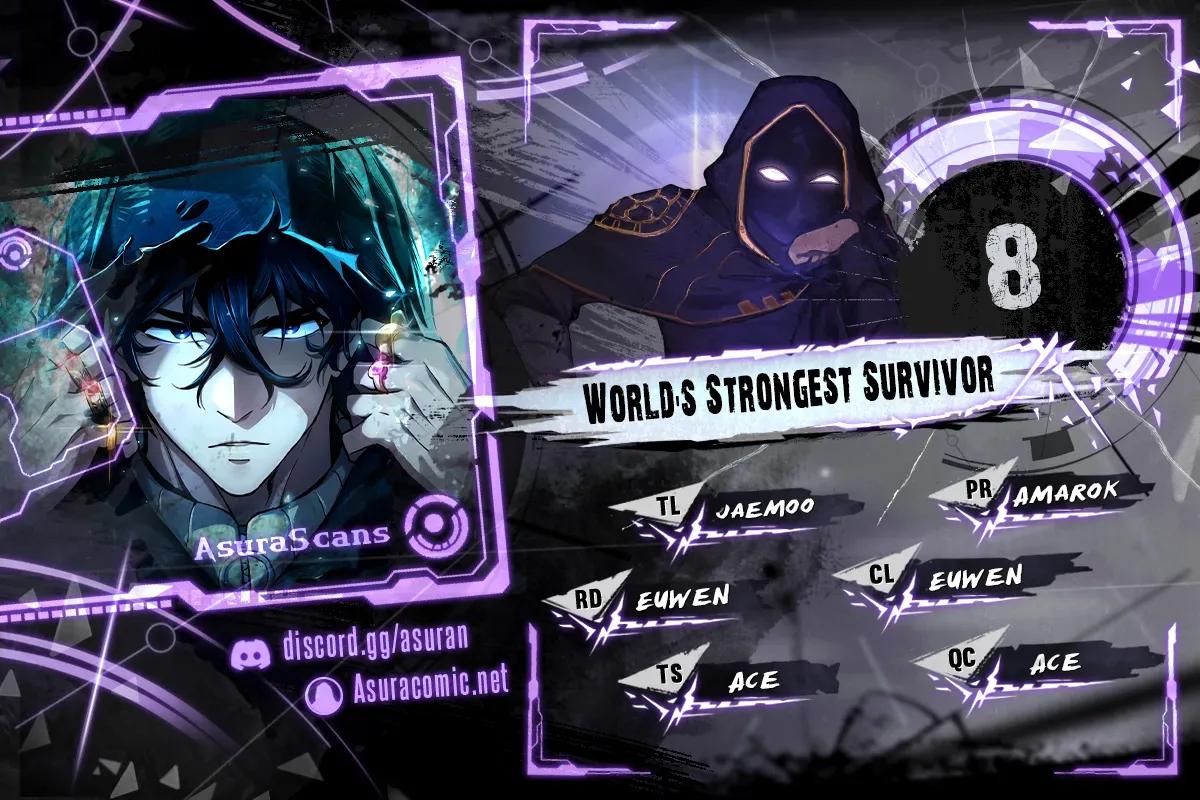 8
WORLD'S STRONGEST SURVIVOR
TL JAEMOO
PR AMAROK
RD EUWEN
CL EUWEN
TS ACE
QC ACE
AsuraScans
discord.gg/asuran
Asuracomic.net